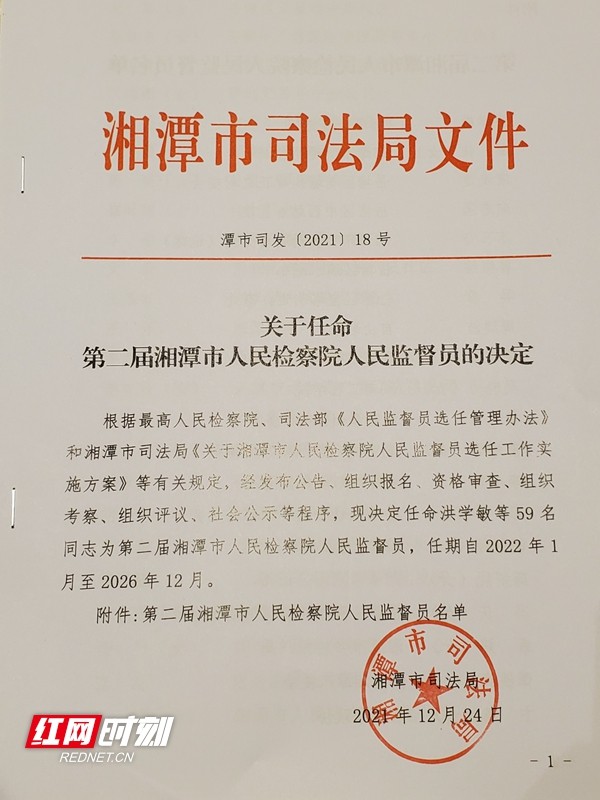 湘潭市司法局文件
潭市司发〔2021〕18号
关于任命
第二届湘潭市人民检察院人民监督员的决定
根据最高人民检察院、司法部《人民监督员选任管理办法》
和湘潭市司法局《关于湘潭市人民检察院人民监督员选任工作实
施方案》等有关规定，经发布公告、组织报名、资格审查、组织
考察、组织评议、社会公示等程序，现决定任命洪学敏等59名
同志为第二届湘潭市人民检察院人民监督员，任期自2022年1
月至2026年12月。
附件：第二届湘潭市人民检察院人民监督员名单
湘潭市司法局
湘潭市司法局
2021年12月24日
红网时刻
REDNET.CN
- 1 -